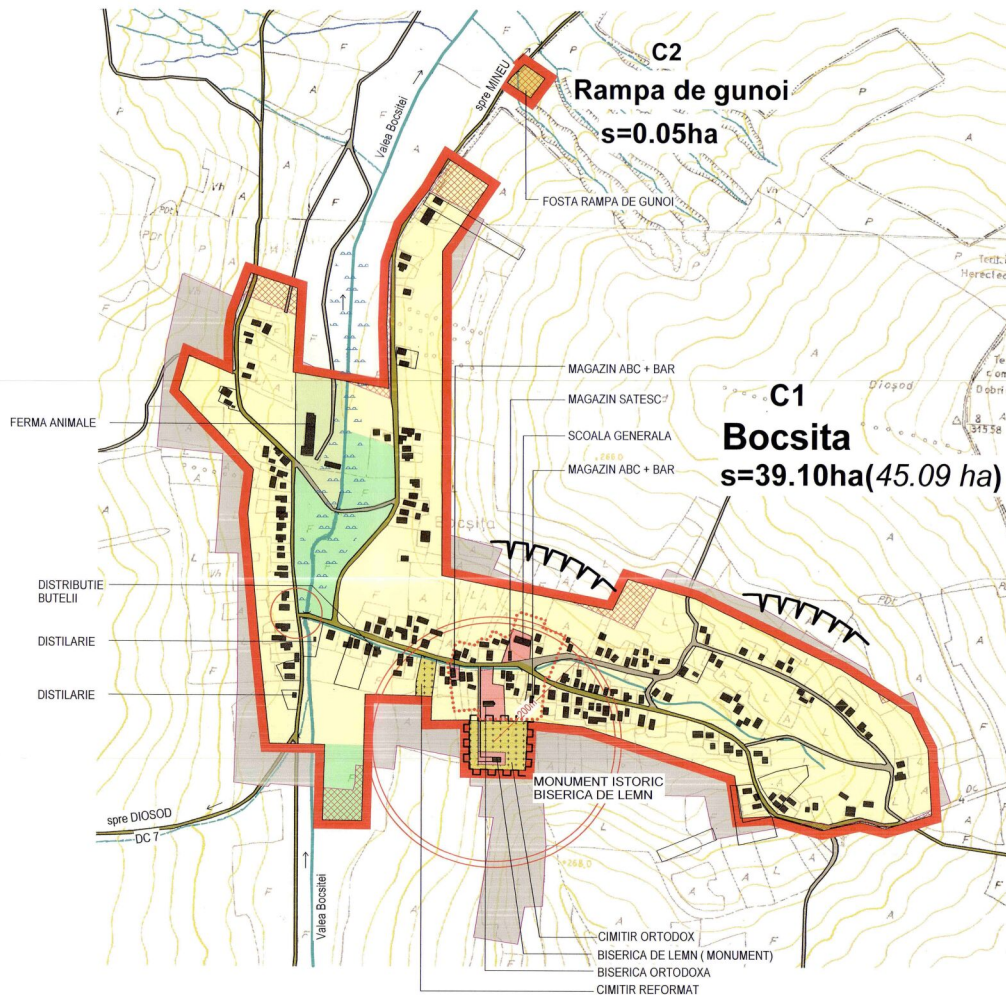 C2
Rampa de gunoi
s=0.05ha
spre MINEU
Valea Bocsitei
FOSTA RAMPA DE GUNOI
MAGAZIN ABC + BAR
MAGAZIN SATESC
SCOALA GENERALA
MAGAZIN ABC + BAR
C1
Bocsita
s=39.10ha(45.09 ha)
Diosod
FERMA ANIMALE
Bocsita
DISTRIBUTIE
BUTELII
DISTILARIE
DISTILARIE
MONUMENT ISTORIC
BISERICA DE LEMN
spre DIOSOD
DC 7
Valea Bocsitei
CIMITIR ORTODOX
BISERICA DE LEMN ( MONUMENT)
BISERICA ORTODOXA
CIMITIR REFORMAT